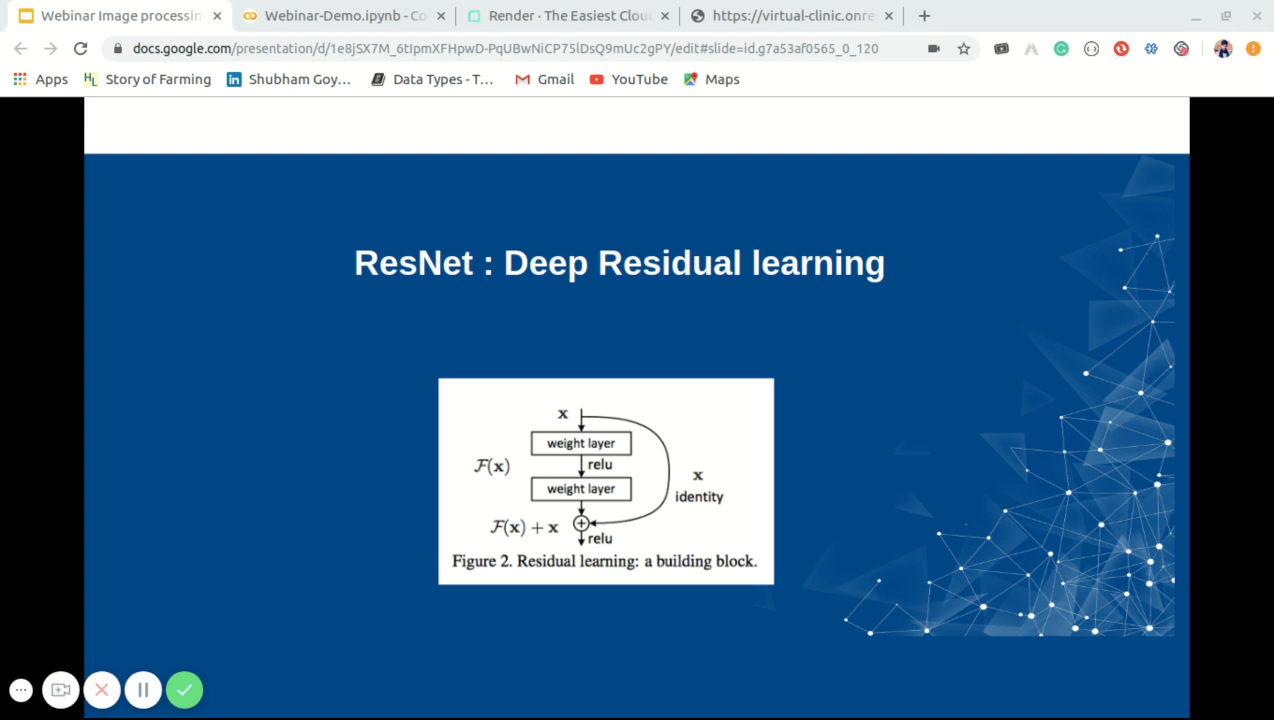 Webinar Image processin
Webinar-Demo.ipynb - Co
Render · The Easiest Clou
https://virtual-clinic.onre
docs.google.com/presentation/d/1e8jSX7M_6tIpmXFHpwD-PqUBwNiCP75lDsQ9mUc2gPY/edit#slide=id.g7a53af0565_0_120
Apps
Story of Farming
Shubham Goy...
Data Types - T...
Gmail
YouTube
Maps
ResNet : Deep Residual learning
x
weight layer
F(x)
relu
x
weight layer
identity
F(x) + x
relu
Figure 2. Residual learning: a building block.